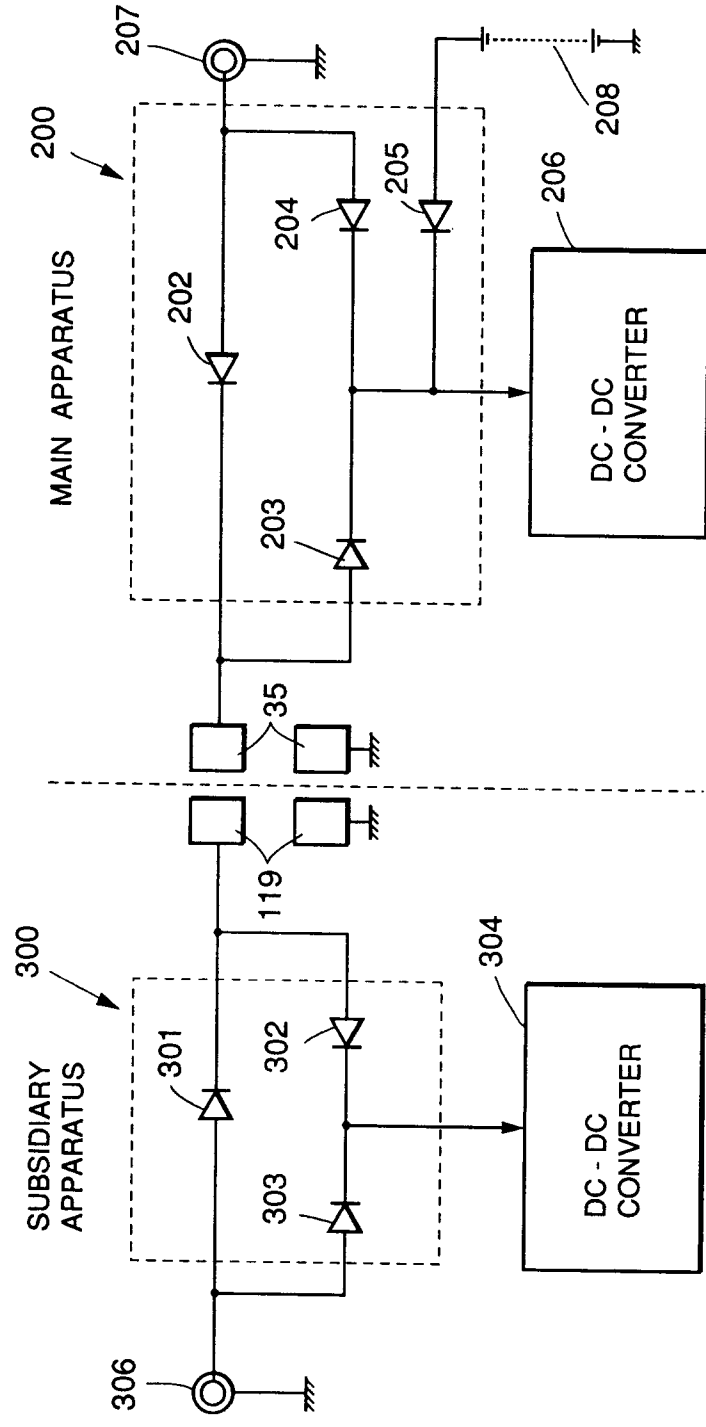 SUBSIDIARY
APPARATUS
300
MAIN APPARATUS
200
306
301
303
302
119
35
202
203
204
205
207
208
304
DC - DC
CONVERTER
206
DC - DC
CONVERTER